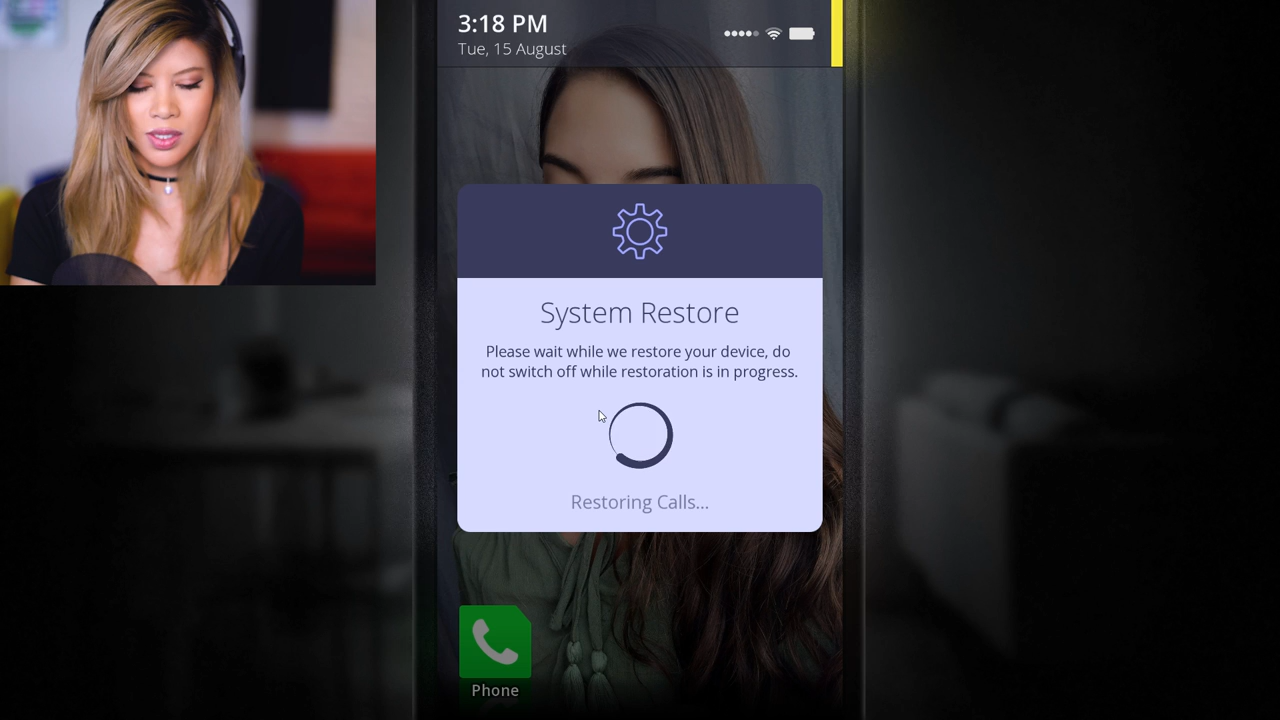 3:18 PM
Tue, 15 August
System Restore
Please wait while we restore your device, do
not switch off while restoration is in progress.
Restoring Calls...
Phone